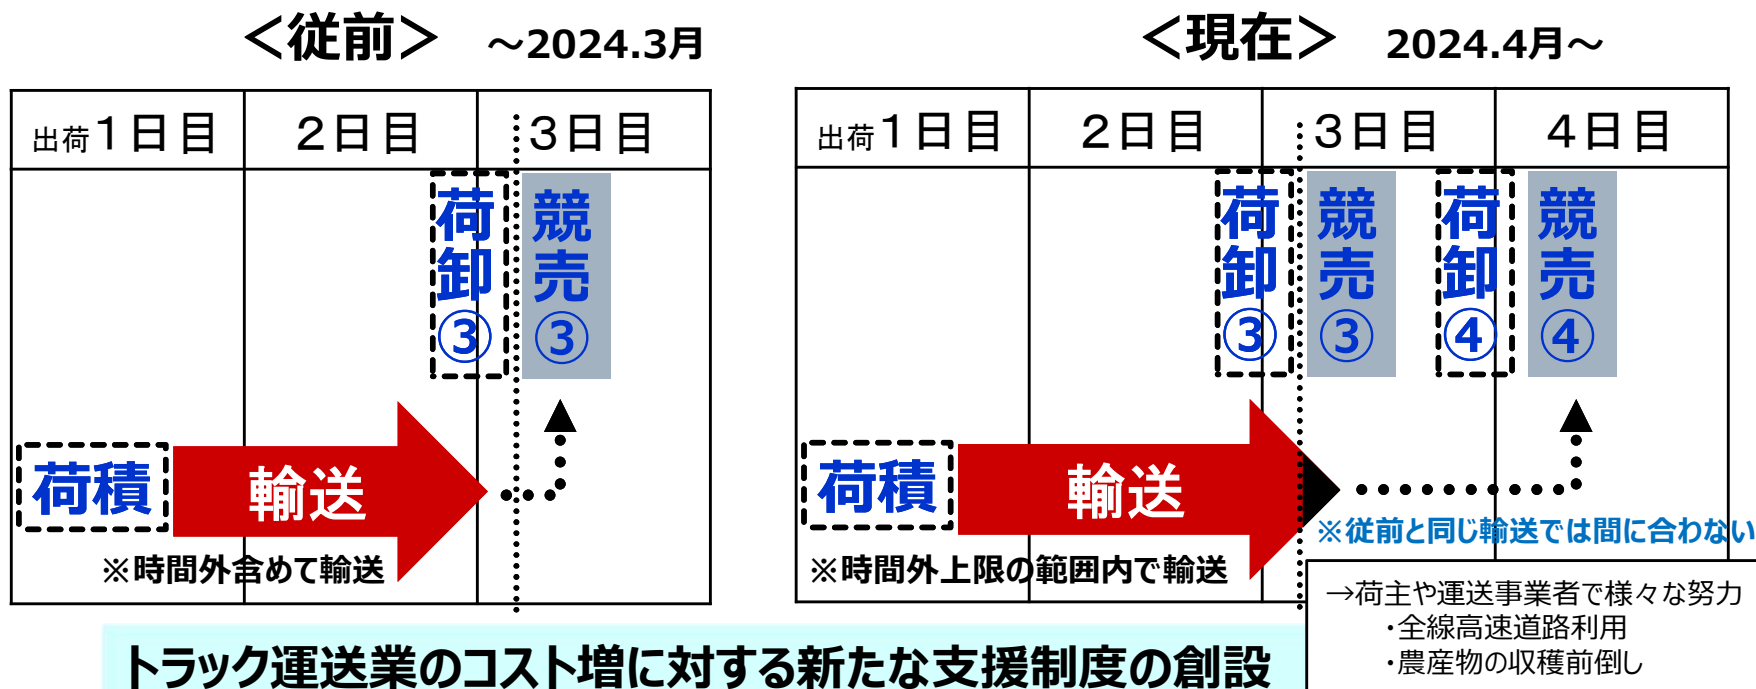 ＜従前＞ ～2024.3月
出荷１日目 ２日目 ３日目
荷卸③
競売③
荷積
輸送
※時間外含めて輸送
＜現在＞ 2024.4月～
出荷１日目 ２日目 ３日目 ４日目
荷卸③
競売③
荷卸④
競売④
荷積
輸送
※従前と同じ輸送では間に合わない
※時間外上限の範囲内で輸送
→荷主や運送事業者で様々な努力
・全線高速道路利用
・農産物の収穫前倒し
トラック運送業のコスト増に対する新たな支援制度の創設